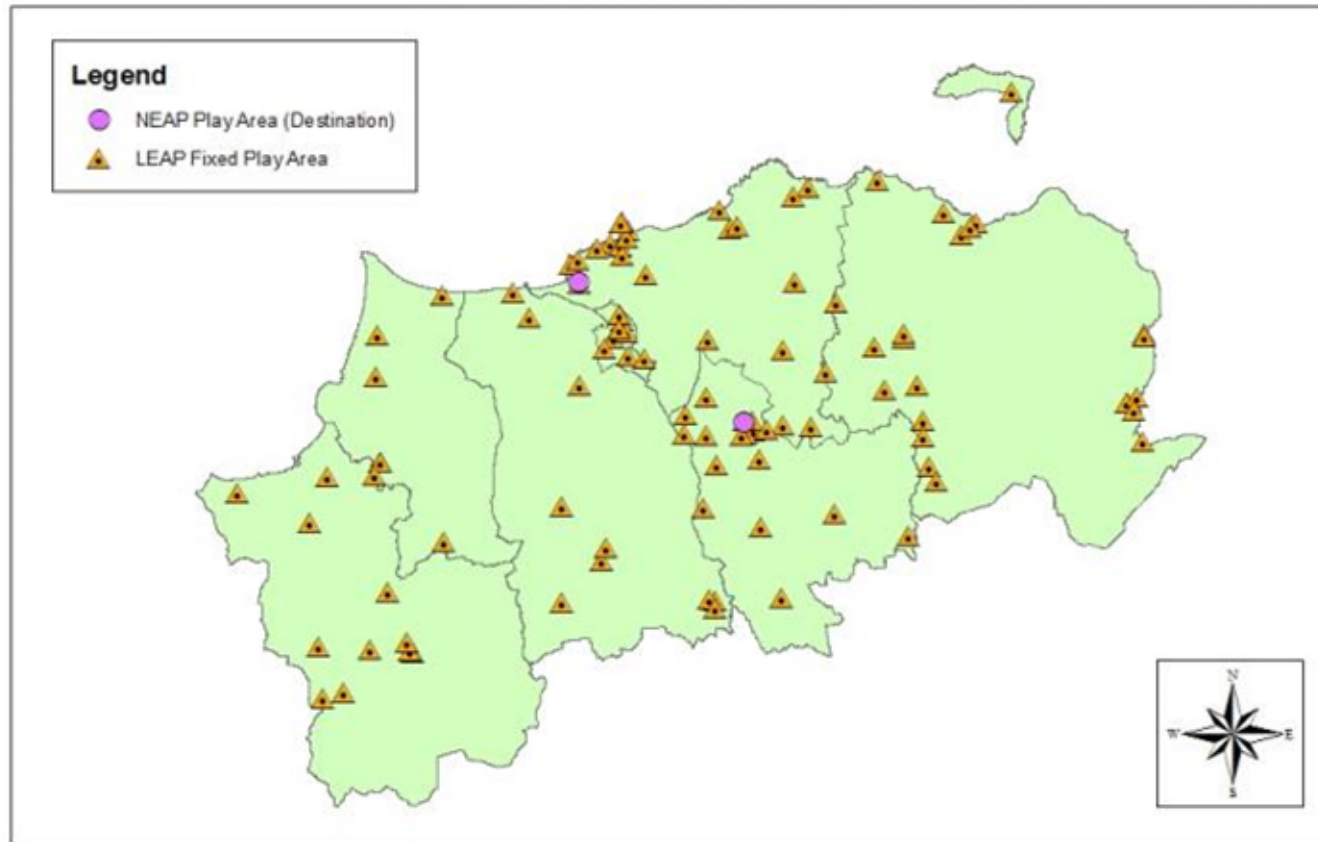 Legend
NEAP Play Area (Destination)
LEAP Fixed Play Area
N
W E
S